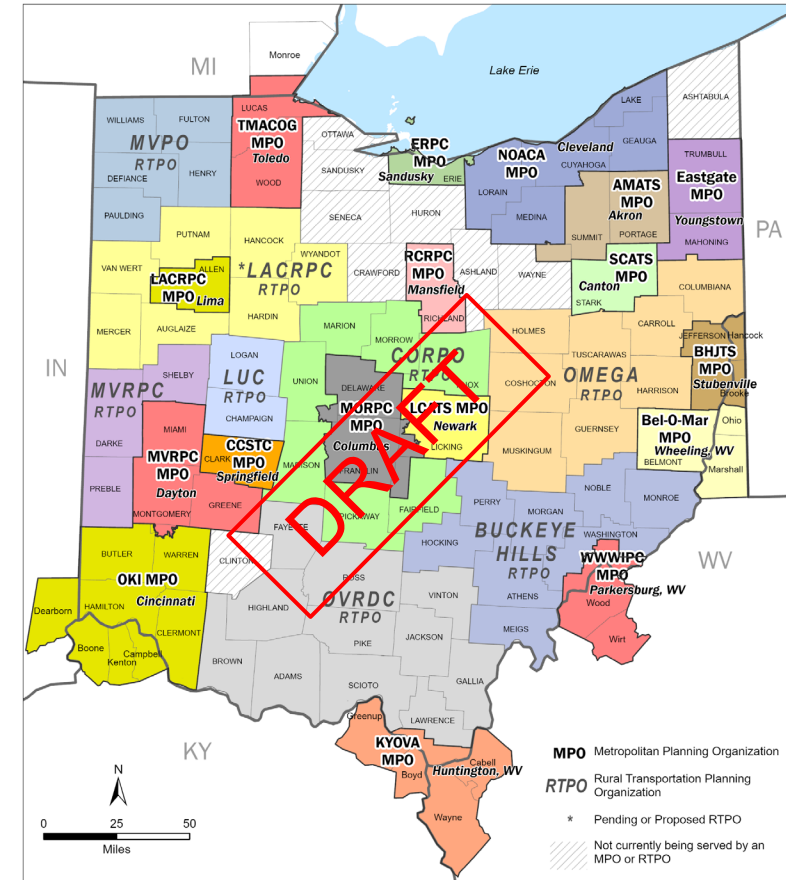 MI
Monroe
Lake Erie
ASHTABULA
LAKE
LUCAS
WILLIAMS
FULTON
TMACOG
MPO
Toledo
OTTAWA
MVPO
RTPO
ERPC
MPO
Sandusky
ERIE
NOACA
MPO
Cleveland
CUYAHOGA
GEAUGA
TRUMBULL
DEFIANCE
HENRY
WOOD
SANDUSKY
LORAIN
Eastgate
MPO
Youngstown
MAHONING
AMATS
MPO
Akron
SUMMIT
PORTAGE
PA
PAULDING
SENECA
HURON
MEDINA
PUTNAM
HANCOCK
WYANDOT
VAN WERT
ALLEN
LACRPC
MPO
Lima
*LACRPC
RTPO
CRAWFORD
RCRPC
MPO
Mansfield
RICHLAND
ASHLAND
WAYNE
SCATS
MPO
Canton
STARK
COLUMBIANA
MERCER
AUGLAIZE
HARDIN
MARION
MORROW
HOLMES
CARROLL
JEFFERSON
Hancock
BHJTS
MPO
Stubenville
Brooke
IN
LOGAN
SHELBY
LUC
RTPO
CHAMPAIGN
UNION
CORPO
RTPO
DELAWARE
COSHOCTON
TUSCARAWAS
OMEGA
RTPO
HARRISON
MVRPC
RTPO
MIAMI
DARKE
MORPC
MPO
Columbus
FRANKLIN
LCATS MPO
Newark
LICKING
MUSKINGUM
GUERNSEY
Bel-O-Mar
MPO
Wheeling, WV
BELMONT
Ohio
Marshall
MVRPC
MPO
Dayton
CLARK
CCSTC
MPO
Springfield
MADISON
PREBLE
MONTGOMERY
GREENE
DRAFT
PICKAWAY
FAIRFIELD
PERRY
MORGAN
NOBLE
MONROE
FAYETTE
HOCKING
BUCKEYE
HILLS
RTPO
WASHINGTON
WV
BUTLER
WARREN
CLINTON
OKI MPO
Cincinnati
HAMILTON
CLERMONT
Dearborn
Boone
Kenton
Campbell
HIGHLAND
ROSS
OVRDC
RTPO
VINTON
ATHENS
MEIGS
WWWIPC
MPO
Parkersburg, WV
Wood
Wirt
BROWN
ADAMS
PIKE
JACKSON
SCIOTO
GALLIA
LAWRENCE
KY
Greenup
KYOVA
MPO
Boyd
Cabell
Huntington, WV
Wayne
N
0 25 50
Miles
MPO Metropolitan Planning Organization
RTPO Rural Transportation Planning
Organization
* Pending or Proposed RTPO
Not currently being served by an
MPO or RTPO